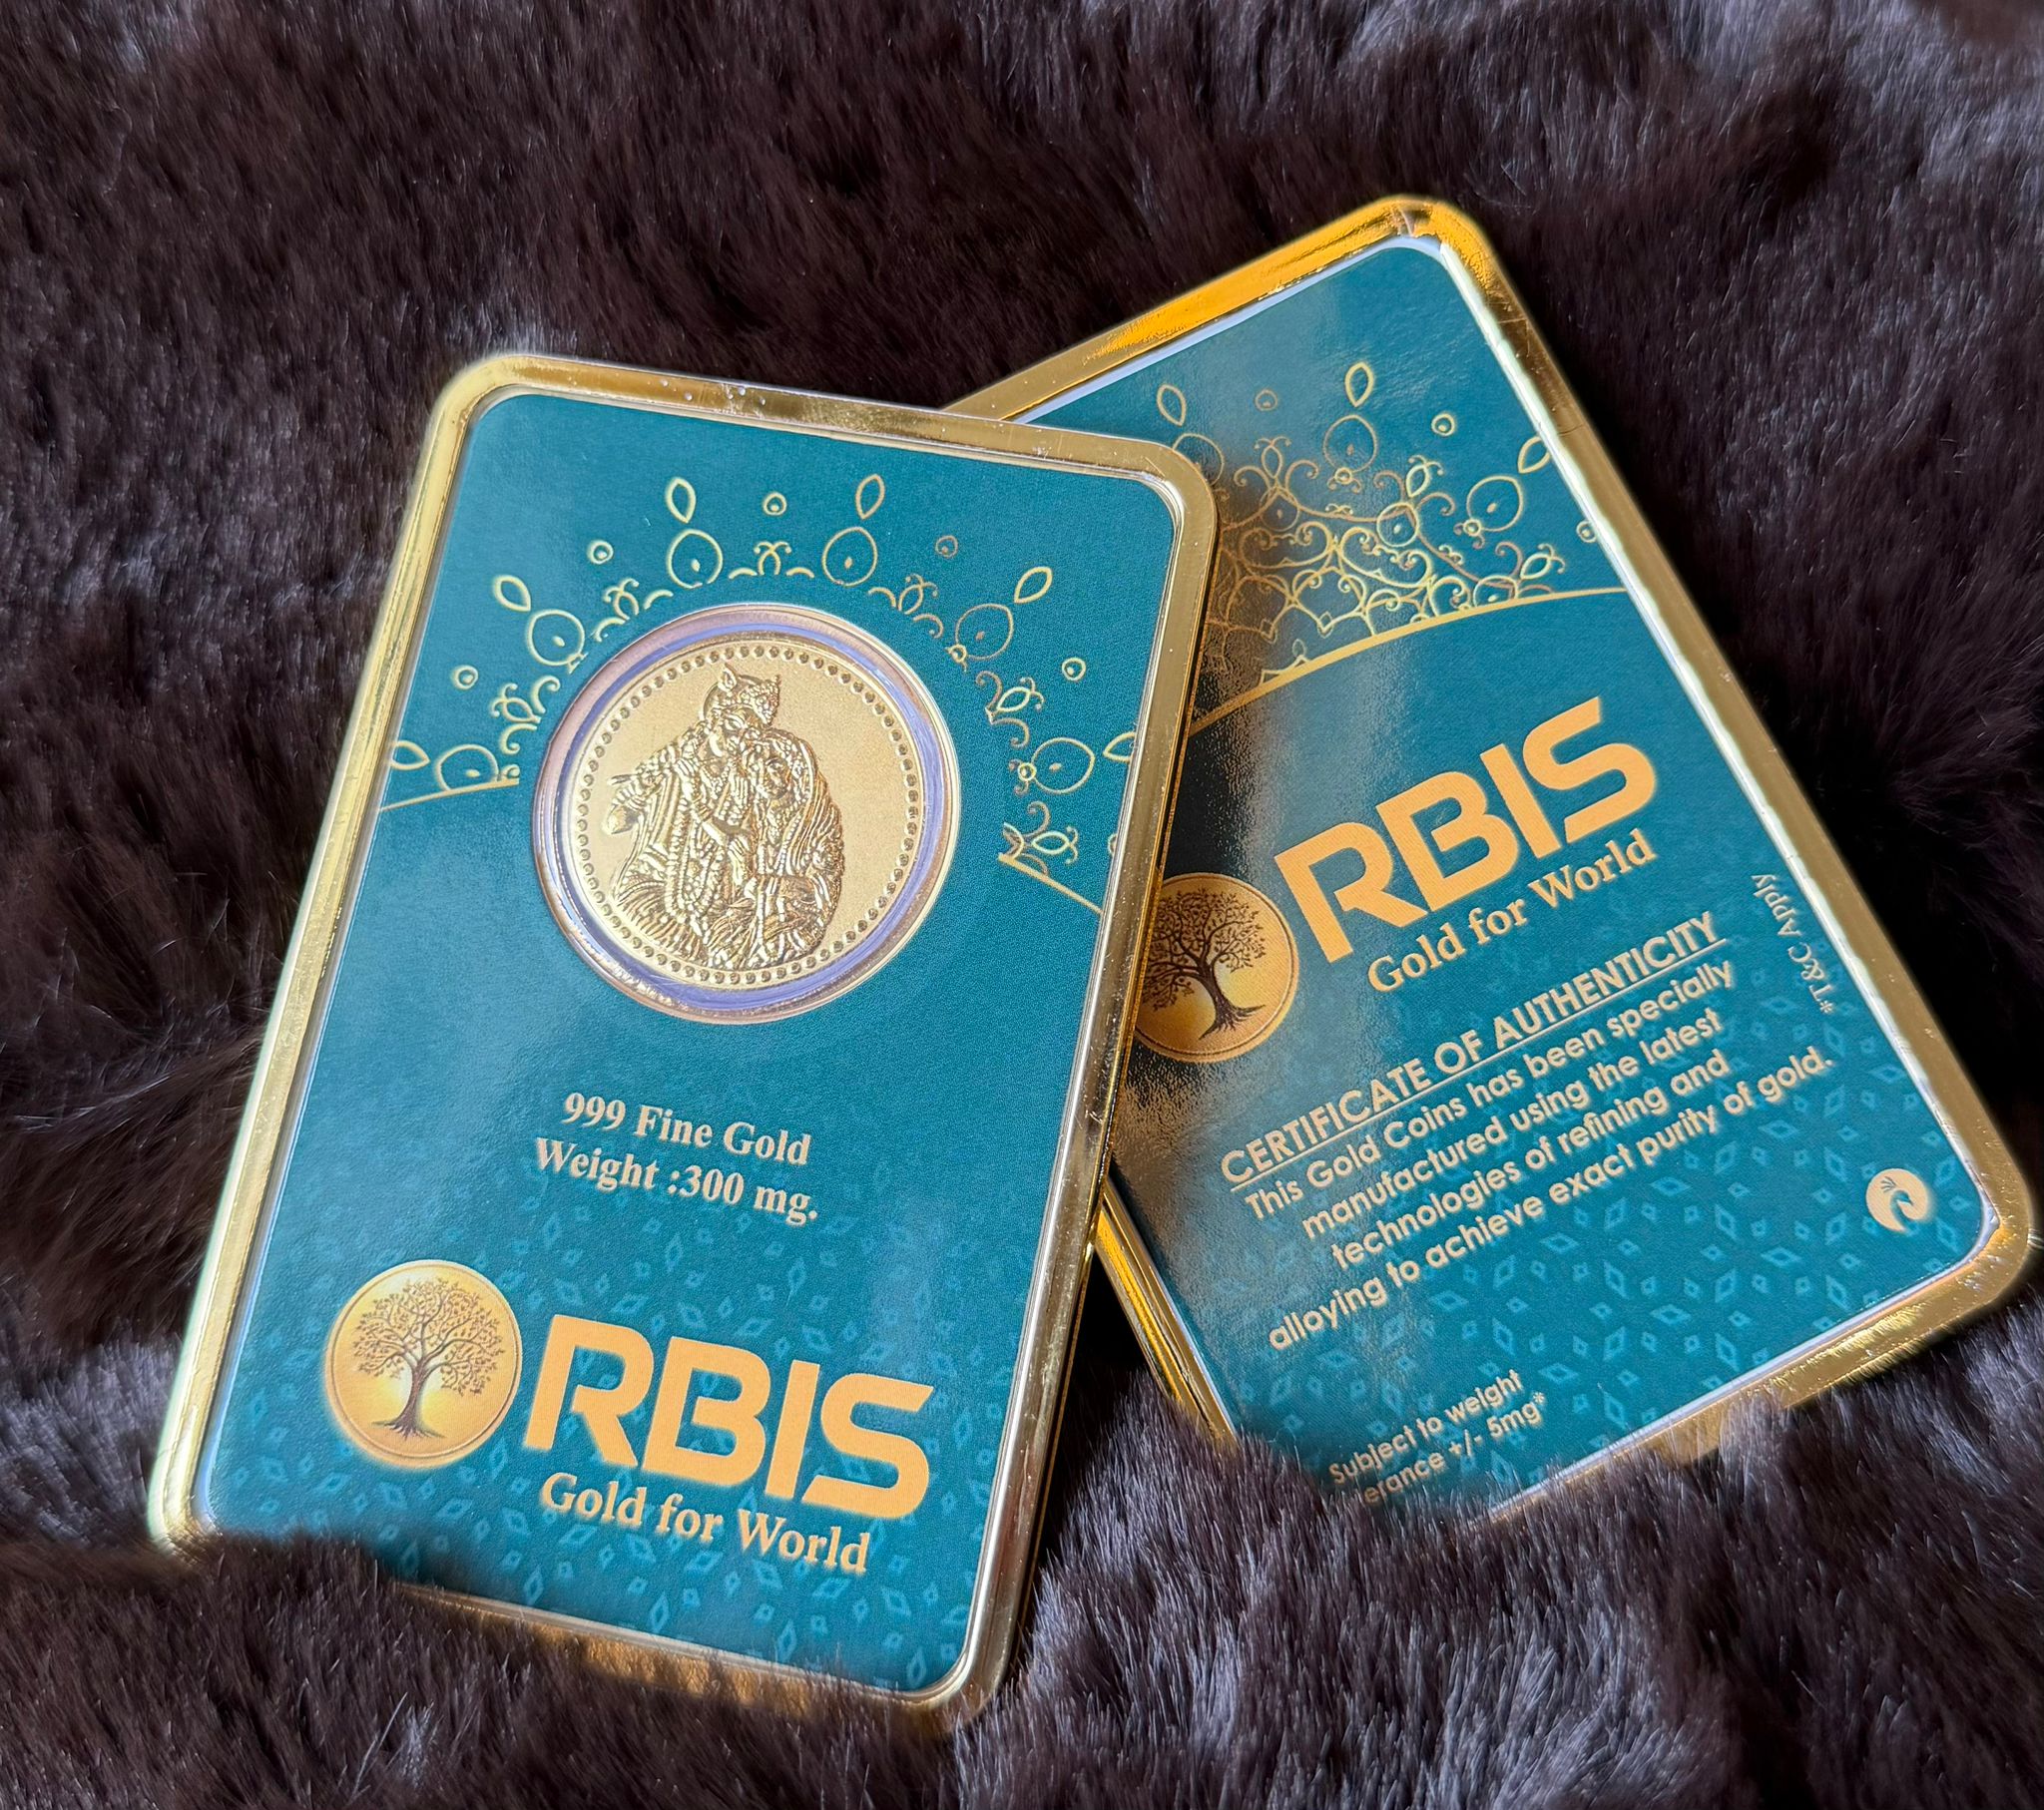 999 Fine Gold
Weight :300 mg.
RBIS
Gold for World
RBIS
Gold for World
CERTIFICATE OF AUTHENTICITY
This Gold Coins has been specially
manufactured using the latest
technologies of refining and
alloying to achieve exact purity of gold.
*T&C Apply
Subject to weight
+/- 5mg*